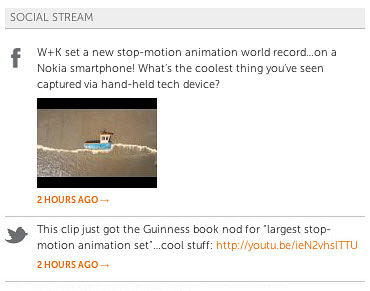 SOCIAL STREAM
W+K set a new stop-motion animation world record...on a
Nokia smartphone! What's the coolest thing you've seen
captured via hand-held tech device?
2 HOURS AGO →
This clip just got the Guinness book nod for "largest stop-
motion animation set"...cool stuff: http://youtu.be/ieN2vhslTTU
2 HOURS AGO →